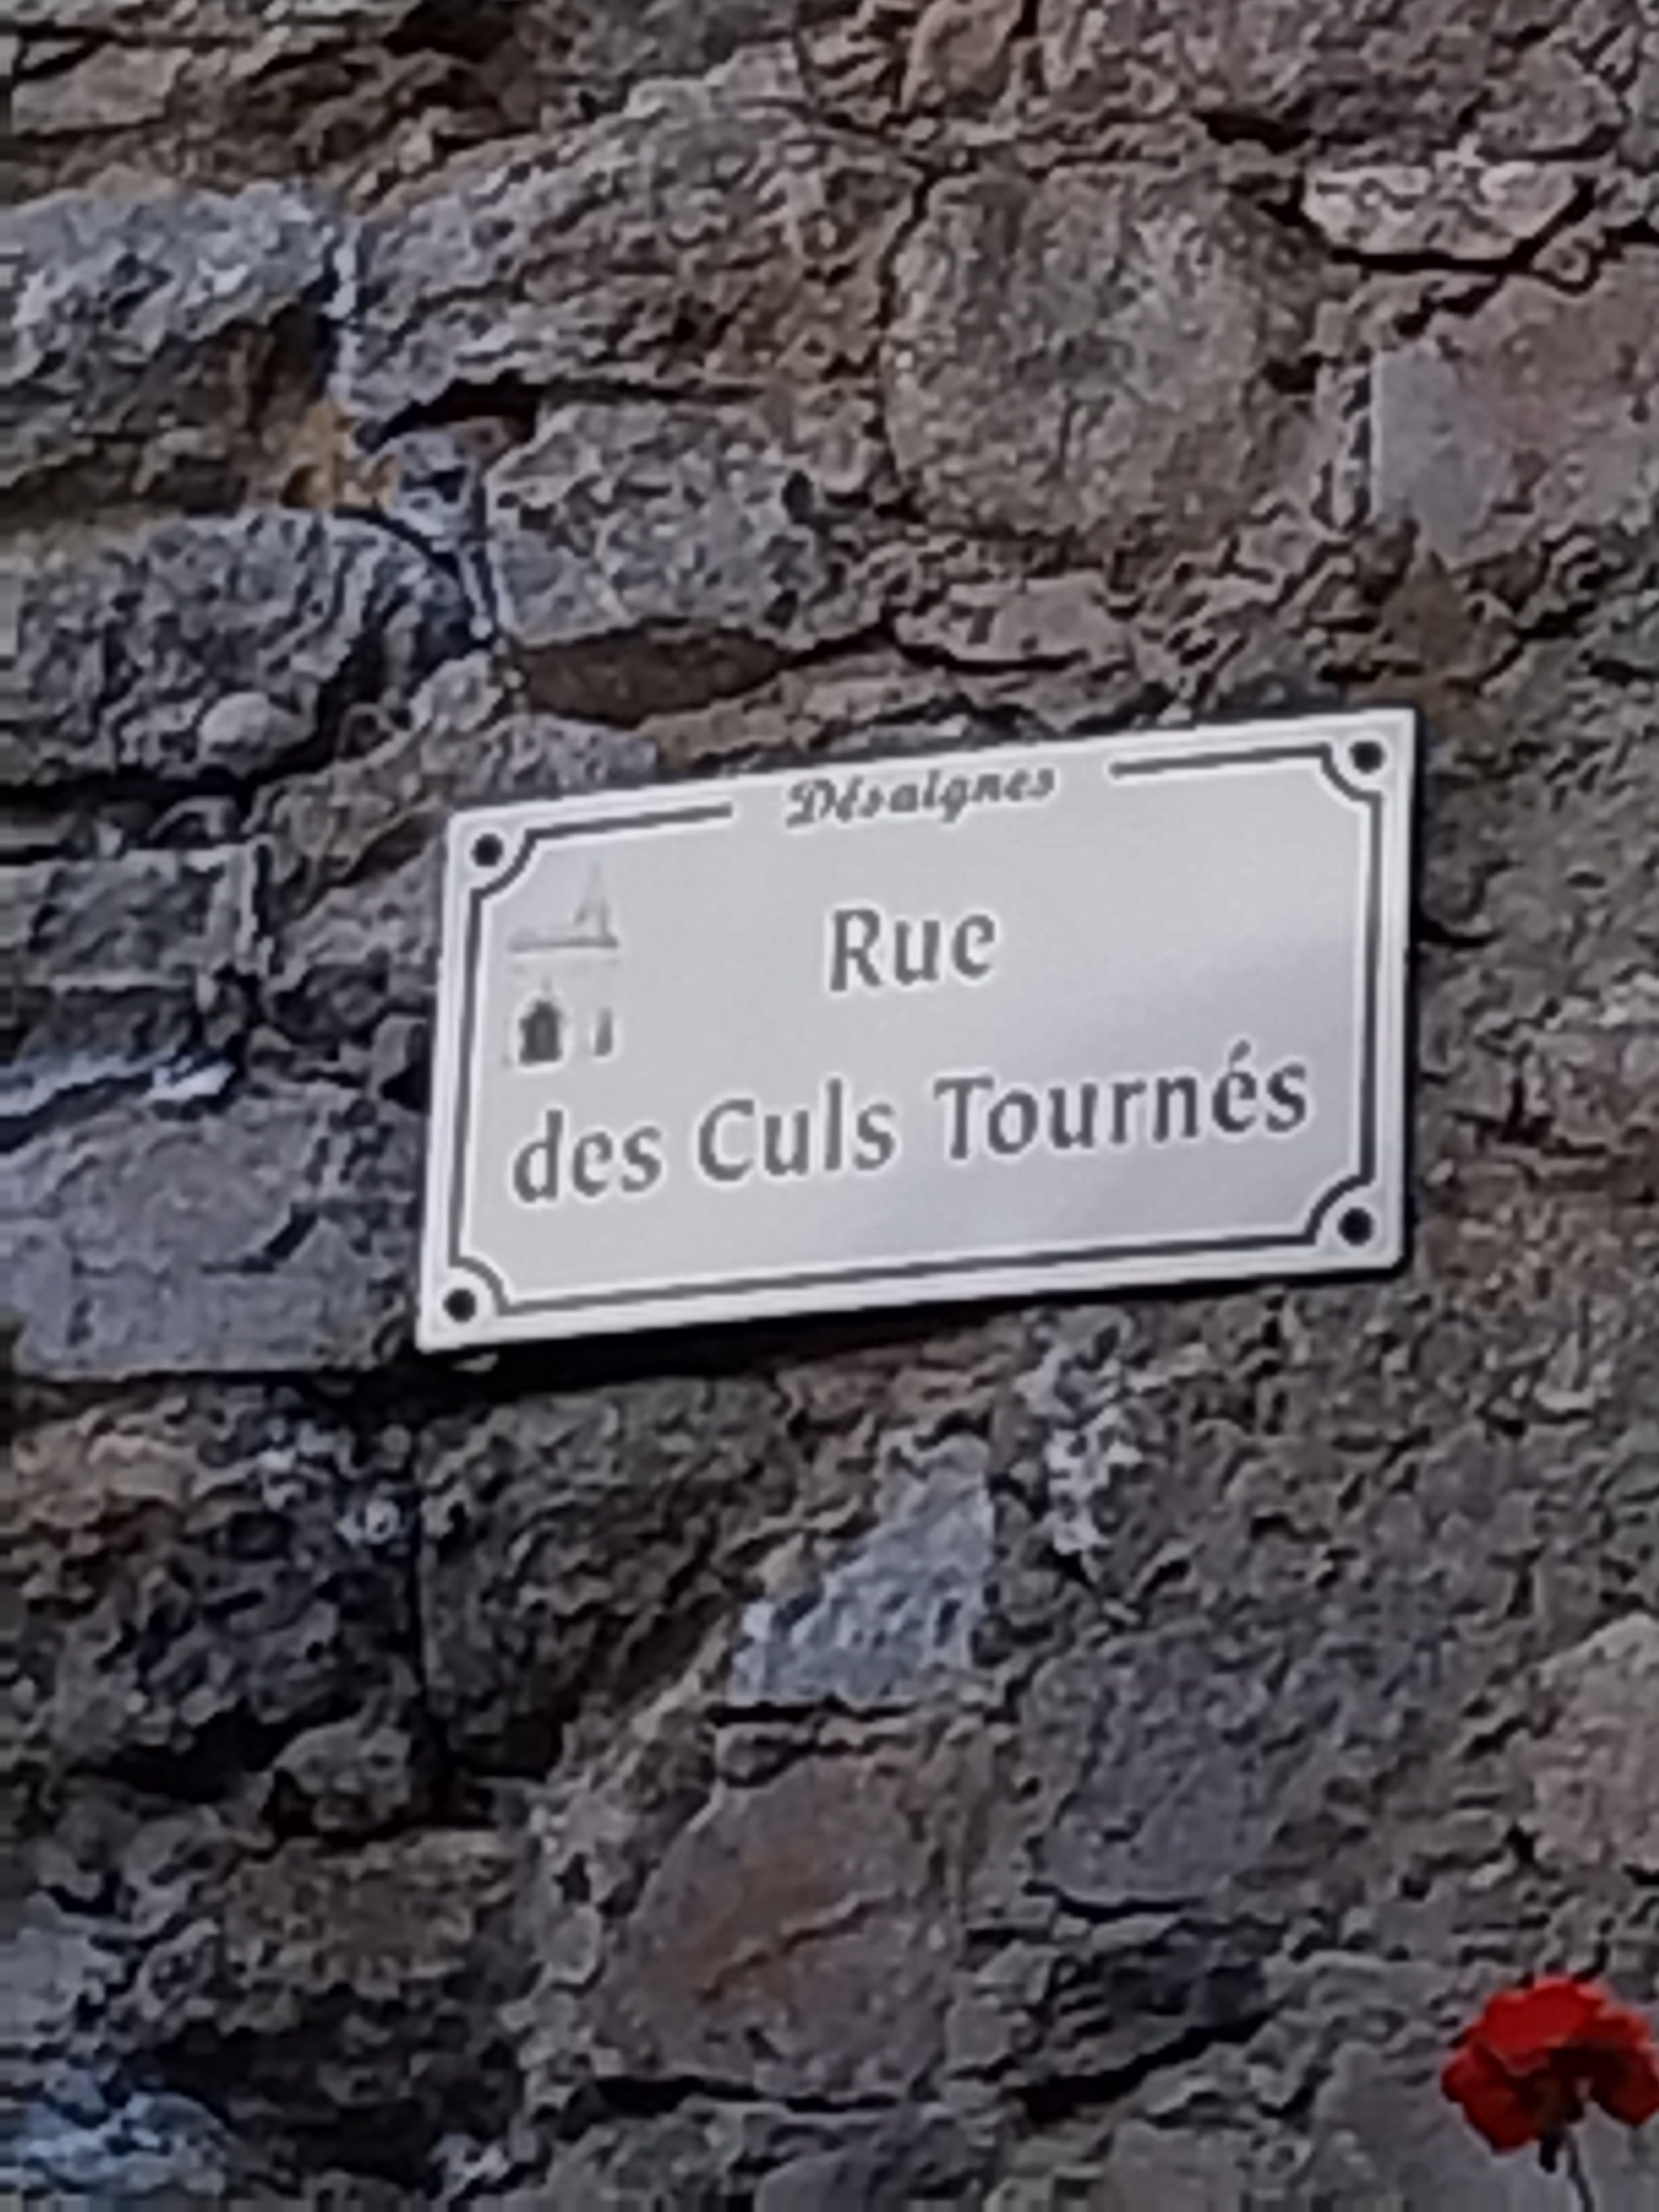 Désaignes
Rue
des Culs Tournés